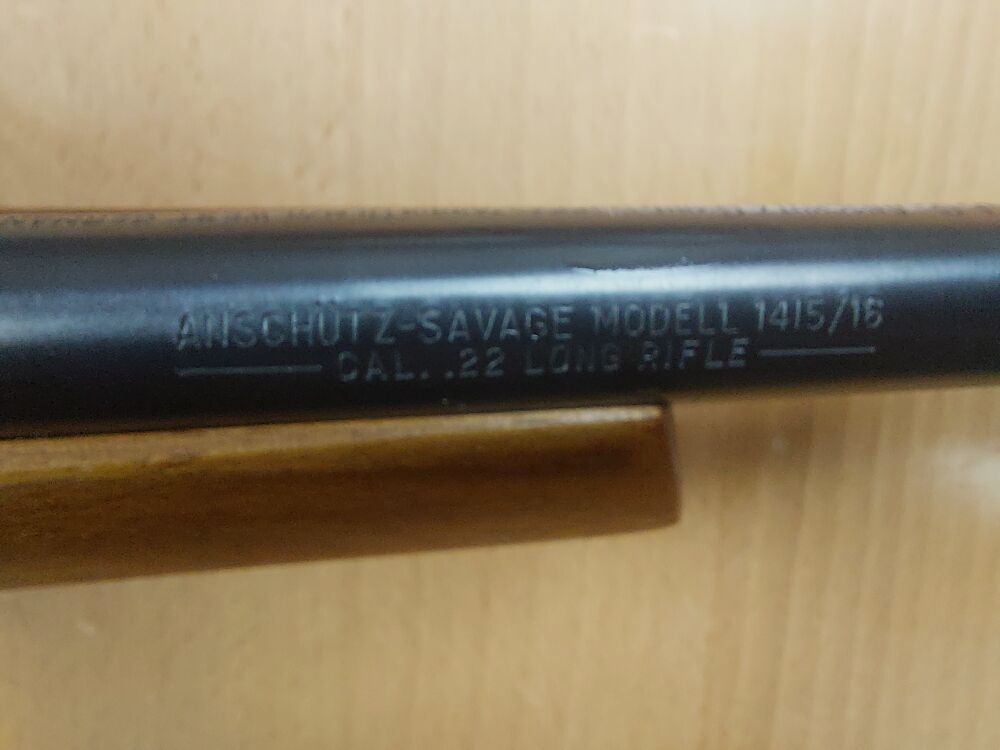 ANSCHÜTZ-SAVAGE MODELL 1415/16
CAL. .22 LONG RIFLE